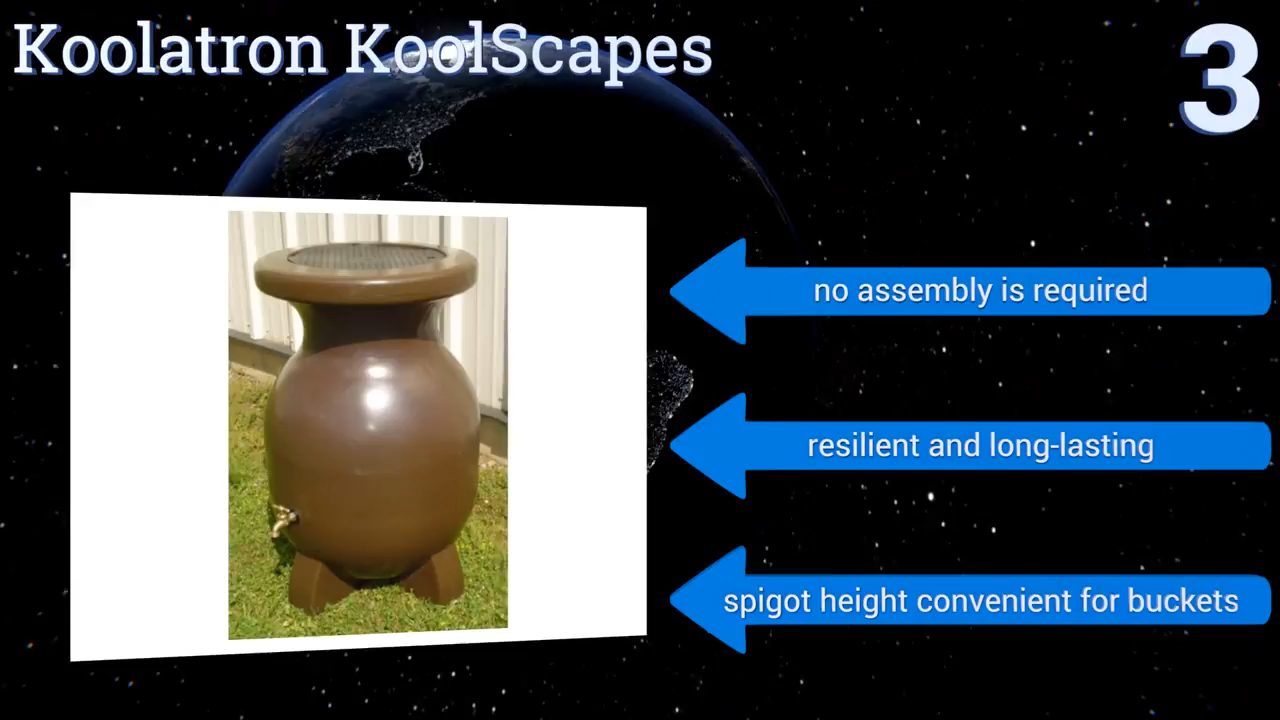 Koolatron KoolScapes
3
no assembly is required
resilient and long-lasting
spigot height convenient for buckets